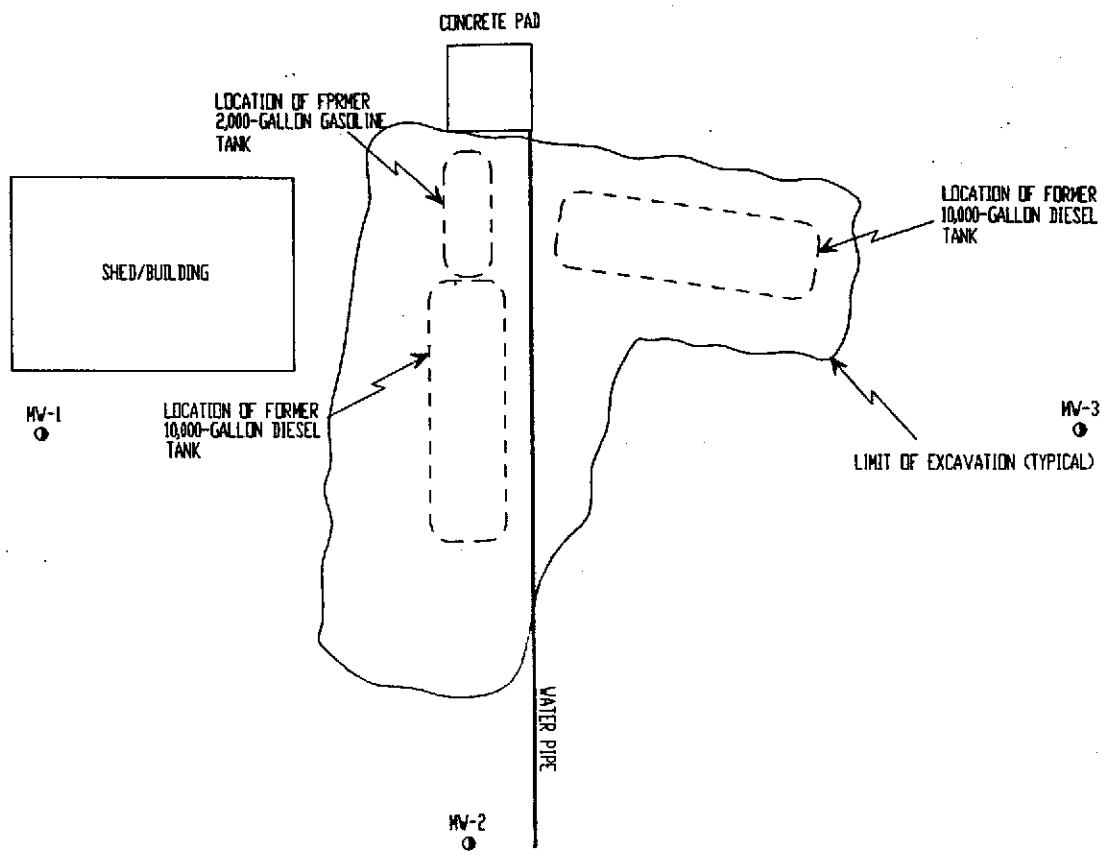 CONCRETE PAD
LOCATION OF FPRMER
2,000-GALLON GASOLINE
TANK
LOCATION OF FORMER
10,000-GALLON DIESEL
TANK
SHED/BUILDING
LOCATION OF FORMER
10,000-GALLON DIESEL
TANK
MW-1
MW-3
LIMIT OF EXCAVATION (TYPICAL)
WATER PIPE
MW-2